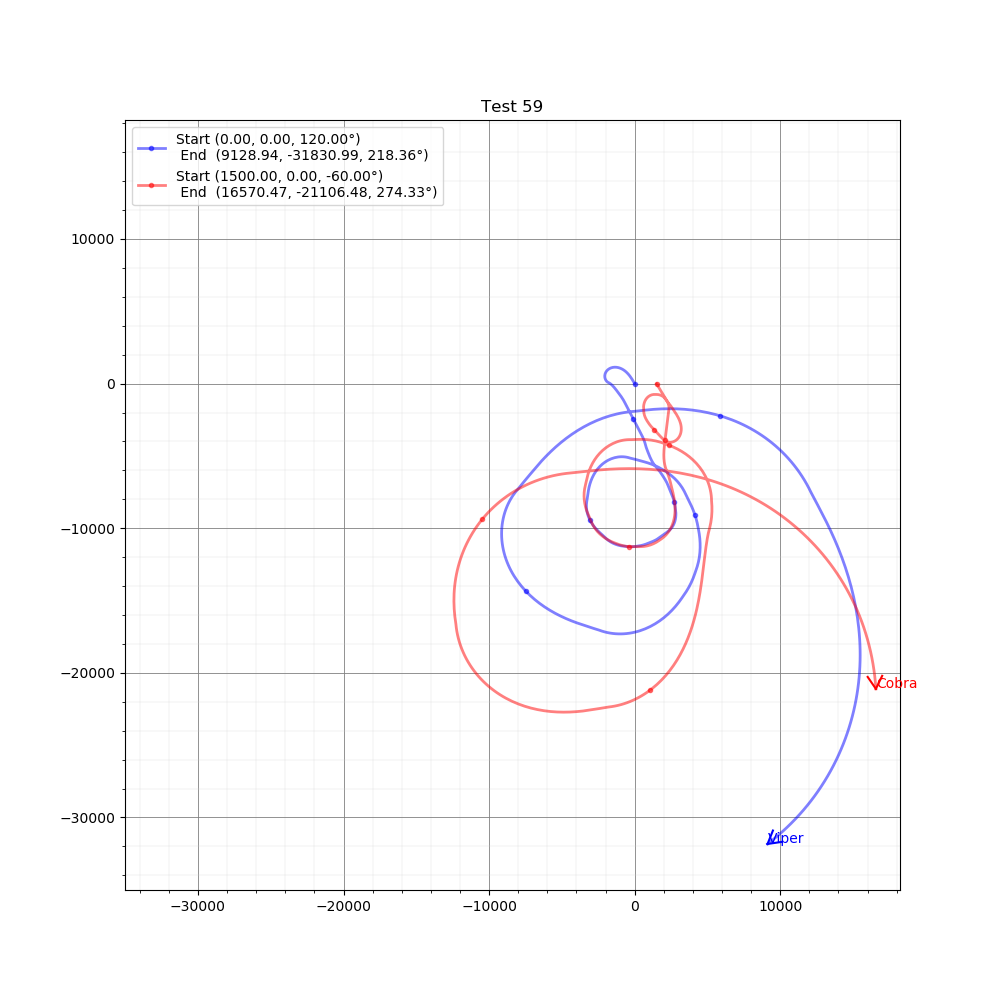 Test 59
Start (0.00, 0.00, 120.00°)
End (9128.94, -31830.99, 218.36°)
Start (1500.00, 0.00, -60.00°)
End (16570.47, -21106.48, 274.33°)
10000
0
−10000
−20000
−30000
Cobra
Viper
−30000
−20000
−10000
0
10000